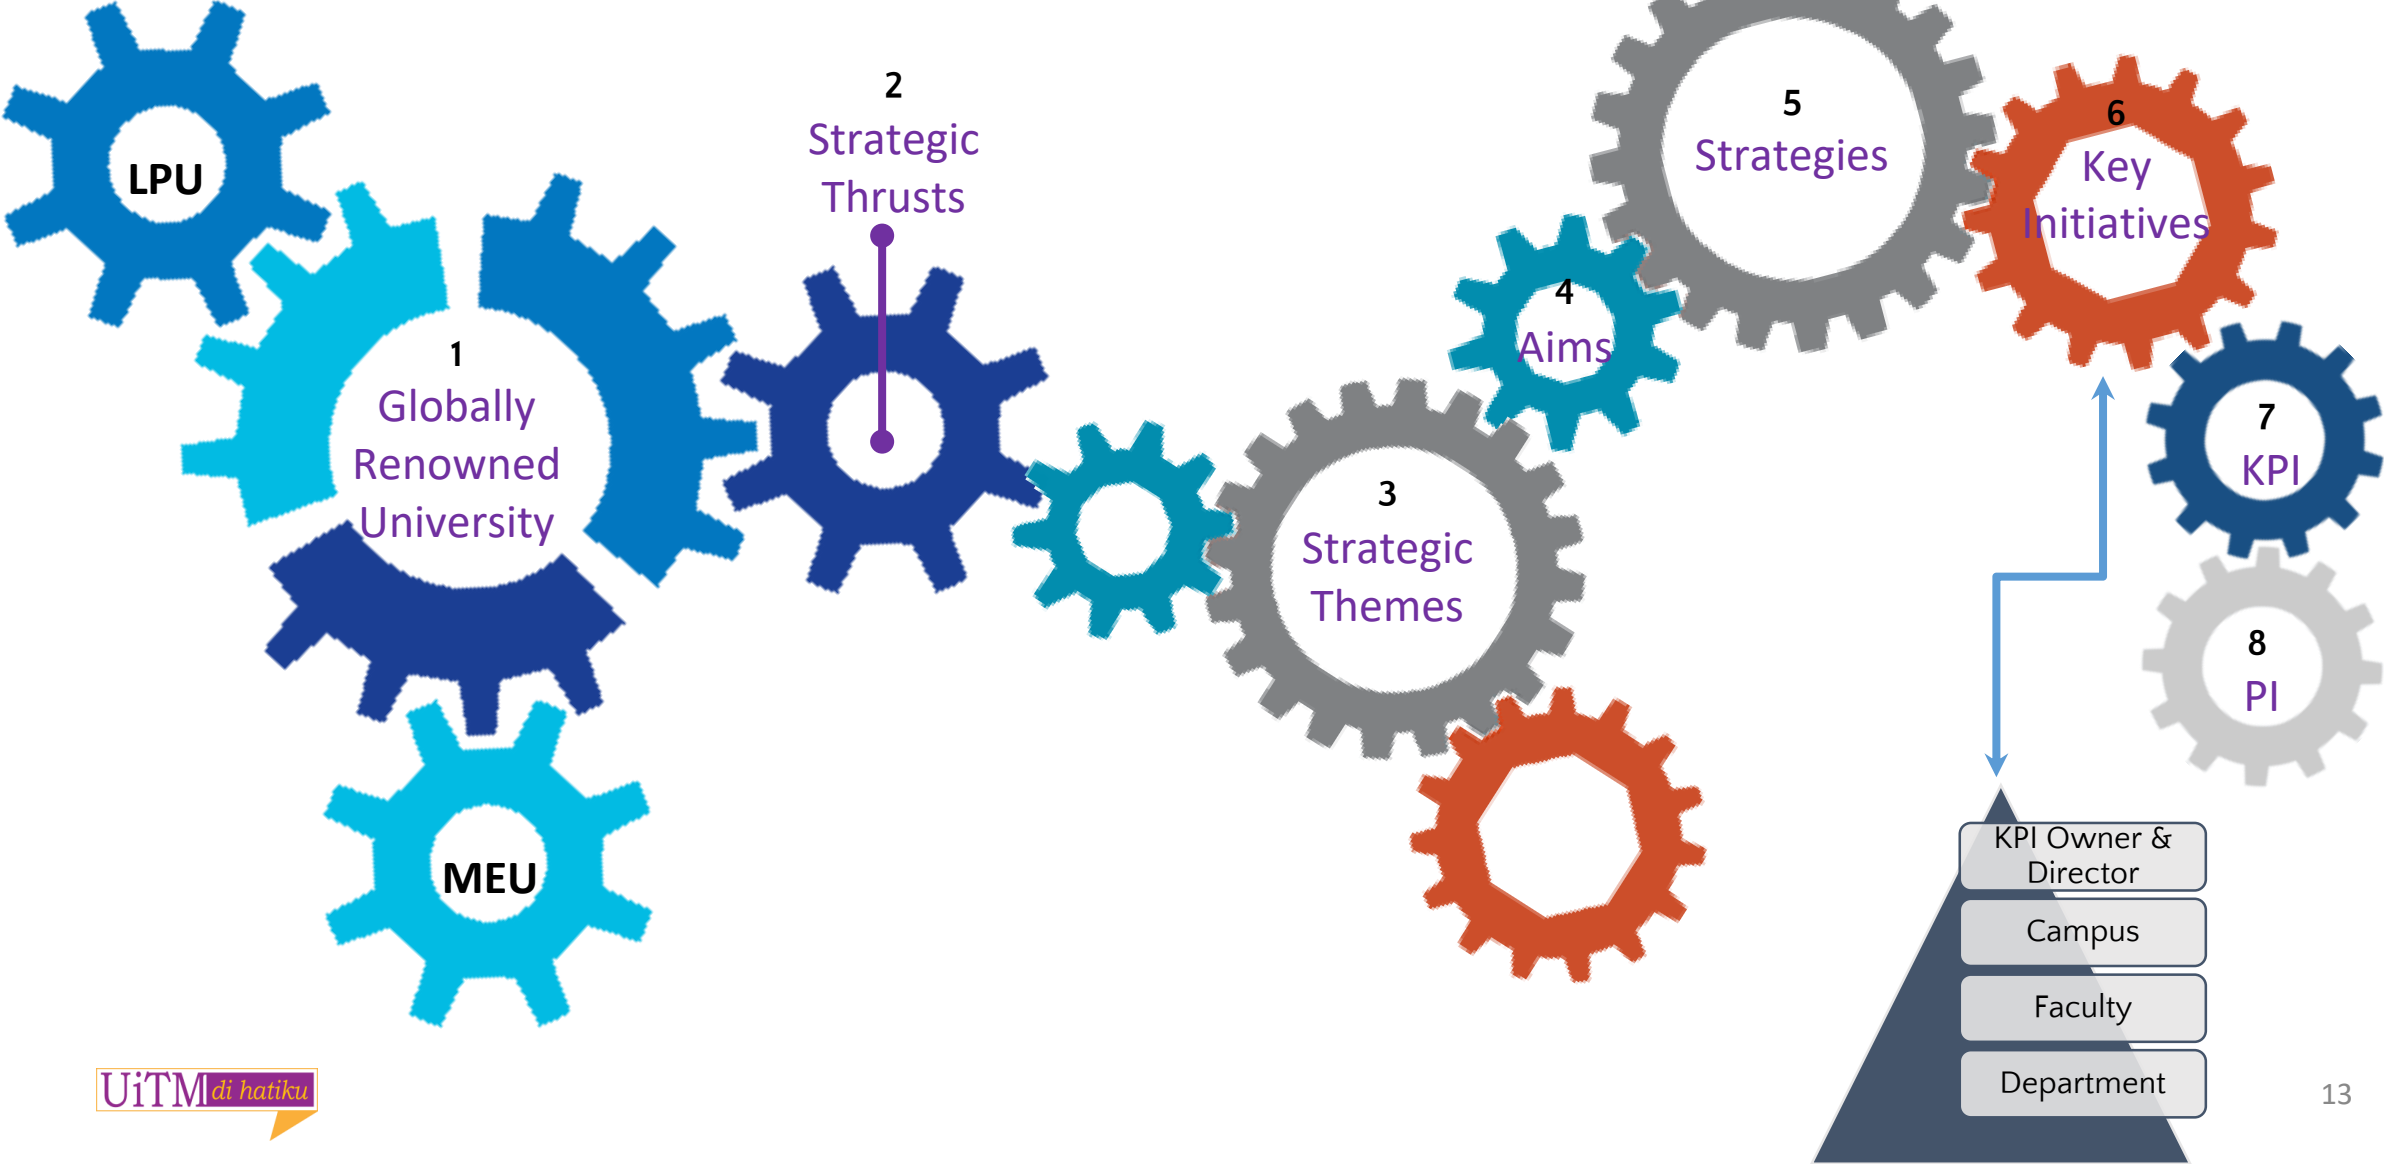 LPU
1
Globally
Renowned
University
MEU
2
Strategic
Thrusts
3
Strategic
Themes
4
Aims
5
Strategies
6
Key
Initiatives
7
KPI
8
PI
KPI Owner &
Director
Campus
Faculty
Department
UiTM di hatiku
13